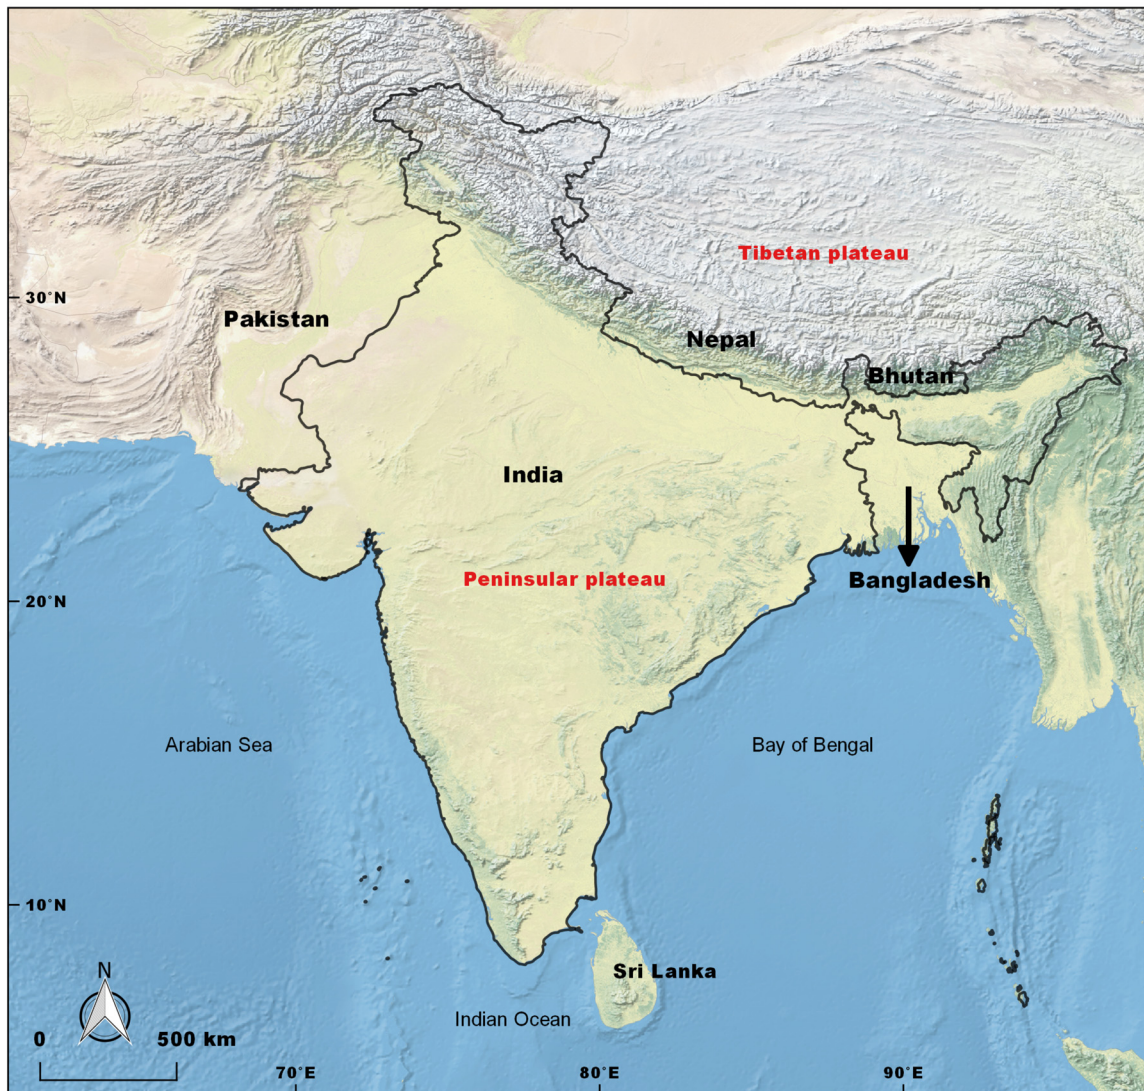 Tibetan plateau
30°N
Pakistan
Nepal
Bhutan
India
Peninsular plateau
Bangladesh
20°N
Arabian Sea
Bay of Bengal
10°N
N
Sri Lanka
Indian Ocean
0 500 km
70°E 80°E 90°E